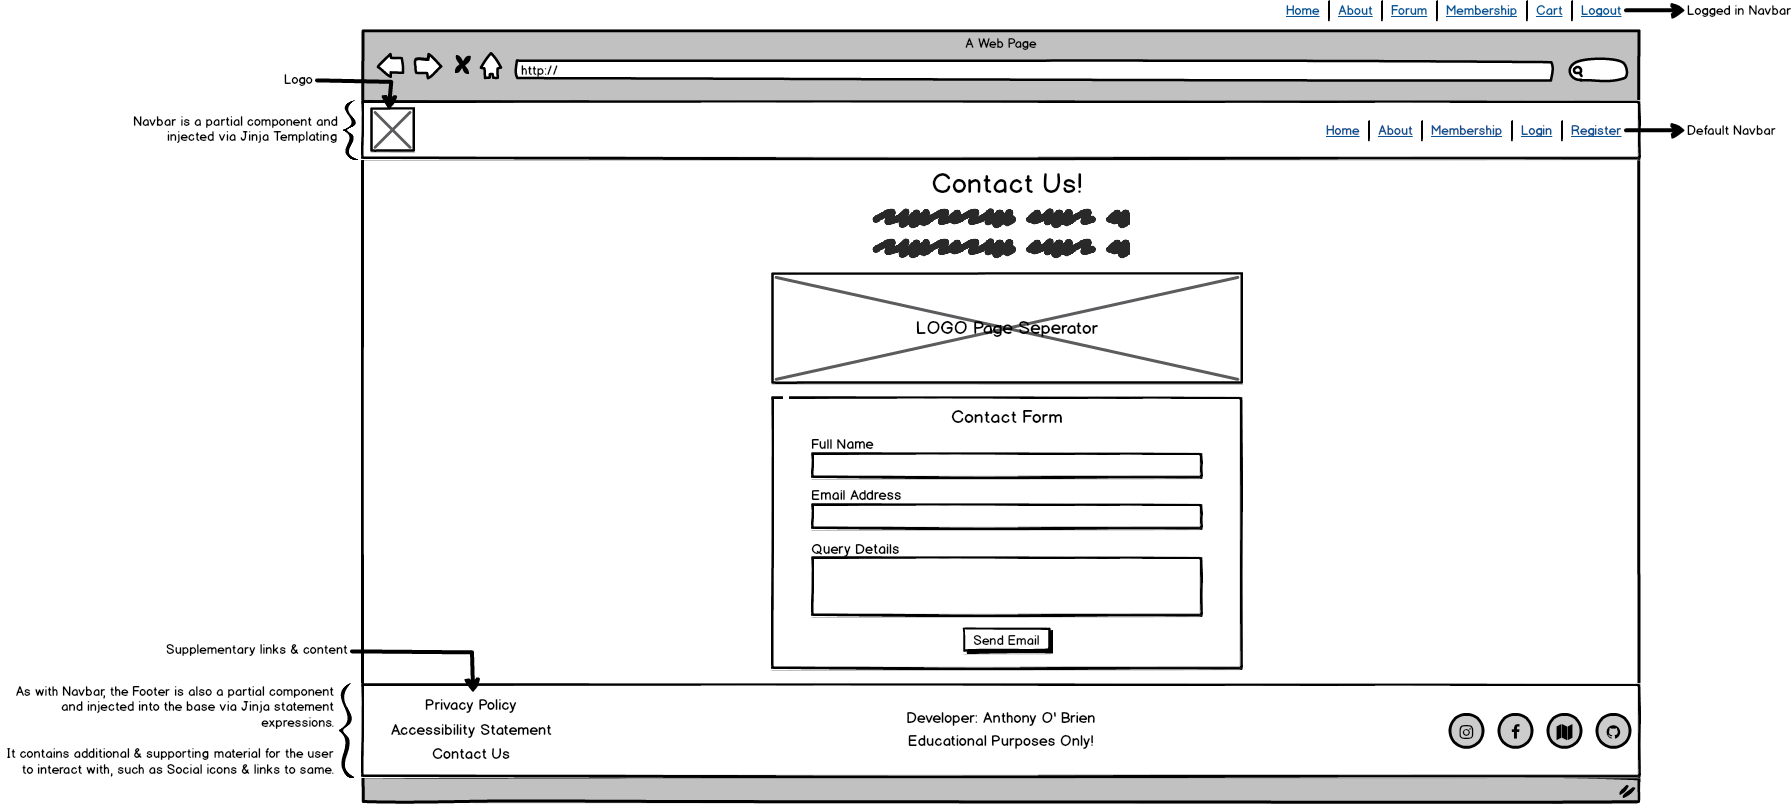 Home | About | Forum | Membership | Cart | Logout
Logged in Navbar
A Web Page
http://
Logo
Navbar is a partial component and
injected via Jinja Templating
Home | About | Membership | Login | Register
Default Navbar
Contact Us!
LOGO Page Seperator
Contact Form
Full Name
Email Address
Query Details
Send Email
Supplementary links & content
As with Navbar, the Footer is also a partial component
and injected into the base via Jinja statement
expressions.
It contains additional & supporting material for the user
to interact with, such as Social icons & links to same.
Privacy Policy
Accessibility Statement
Contact Us
Developer: Anthony O' Brien
Educational Purposes Only!